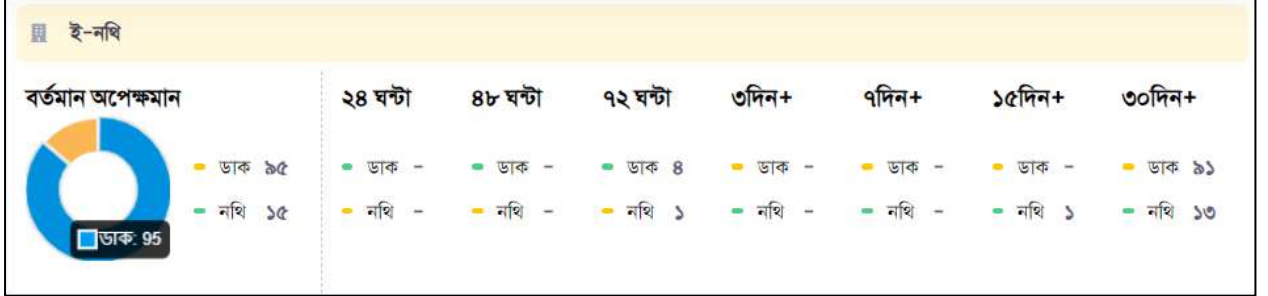 ই-নথি
বর্তমান অপেক্ষমান ২৪ ঘন্টা ৪৮ ঘন্টা ৭২ ঘন্টা ৩দিন+ ৭দিন+ ১৫দিন+ ৩০দিন+
ডাক ৯৫ ডাক - ডাক - ডাক ৪ ডাক - ডাক - ডাক - ডাক ৯১
নথি ১৫ নথি - নথি - নথি ১ নথি - নথি - নথি ১ নথি ১৩
ডাক: 95